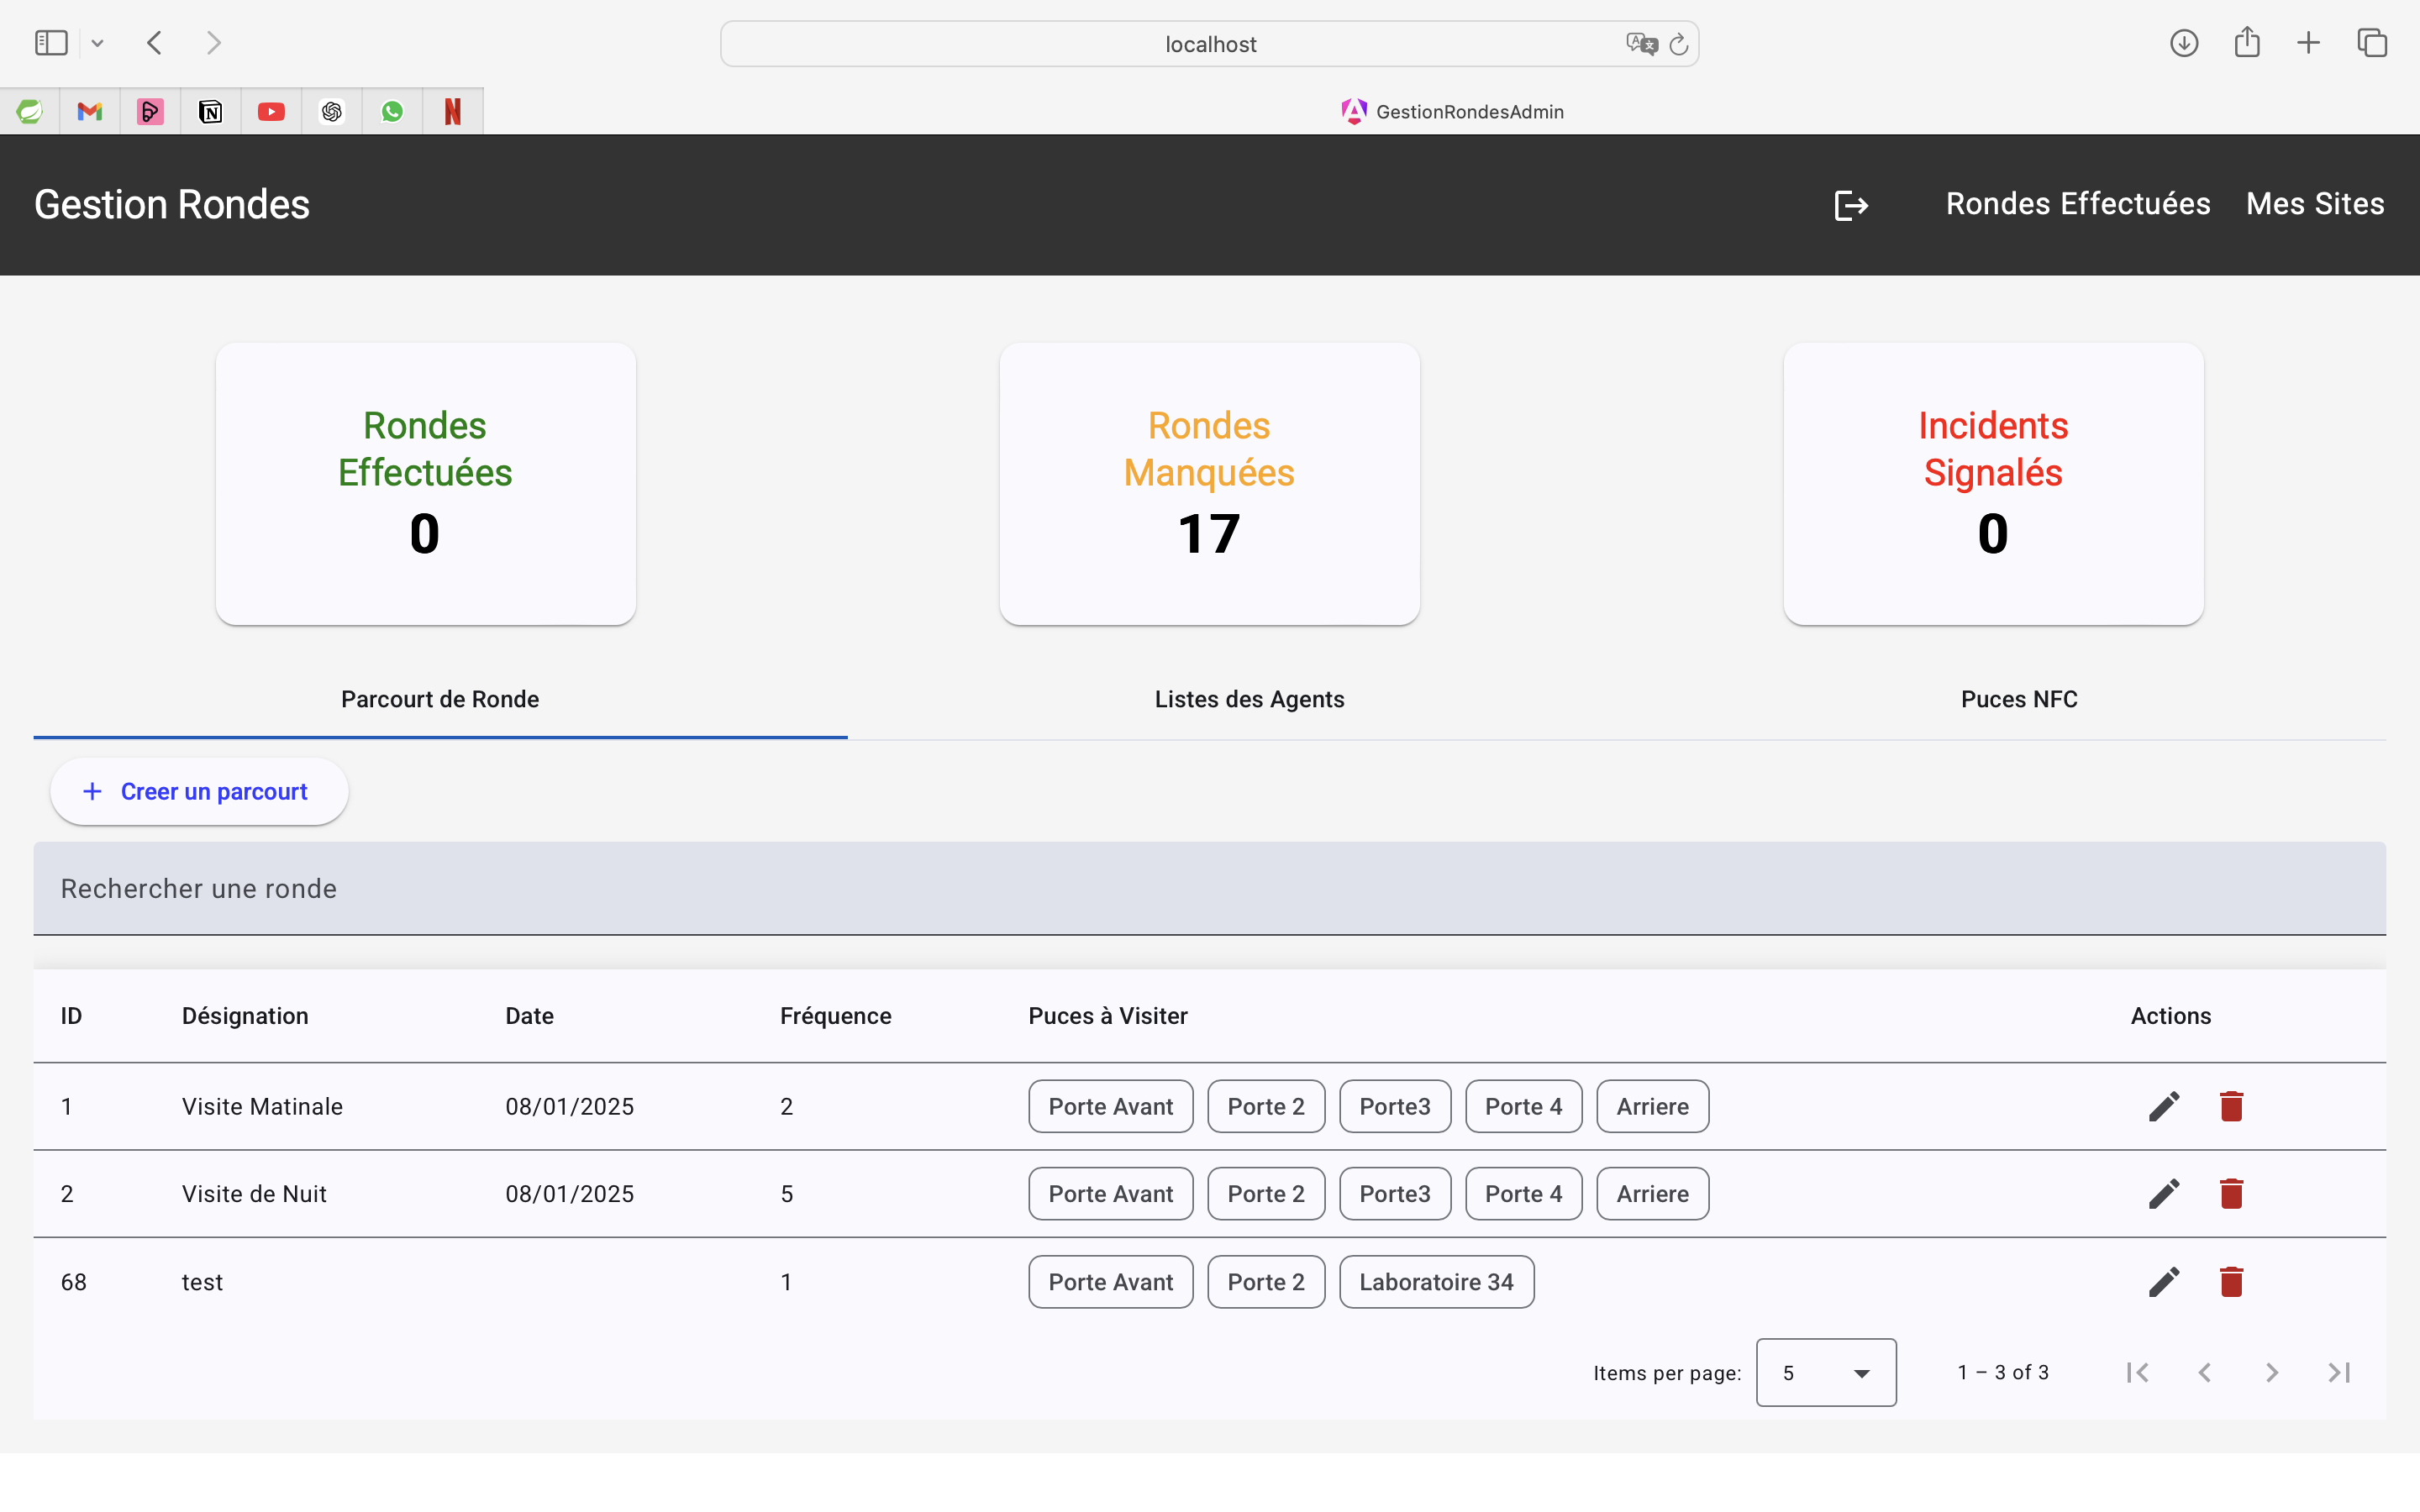 localhost
GestionRondesAdmin
Gestion Rondes
Rondes Effectuées Mes Sites
Rondes
Effectuées
0
Rondes
Manquées
17
Incidents
Signalés
0
Parcourt de Ronde Listes des Agents Puces NFC
+ Creer un parcourt
Rechercher une ronde
ID Désignation Date Fréquence Puces à Visiter Actions
1 Visite Matinale 08/01/2025 2 Porte Avant Porte 2 Porte3 Porte 4 Arriere
2 Visite de Nuit 08/01/2025 5 Porte Avant Porte 2 Porte3 Porte 4 Arriere
68 test 1 Porte Avant Porte 2 Laboratoire 34
Items per page: 5 1 – 3 of 3